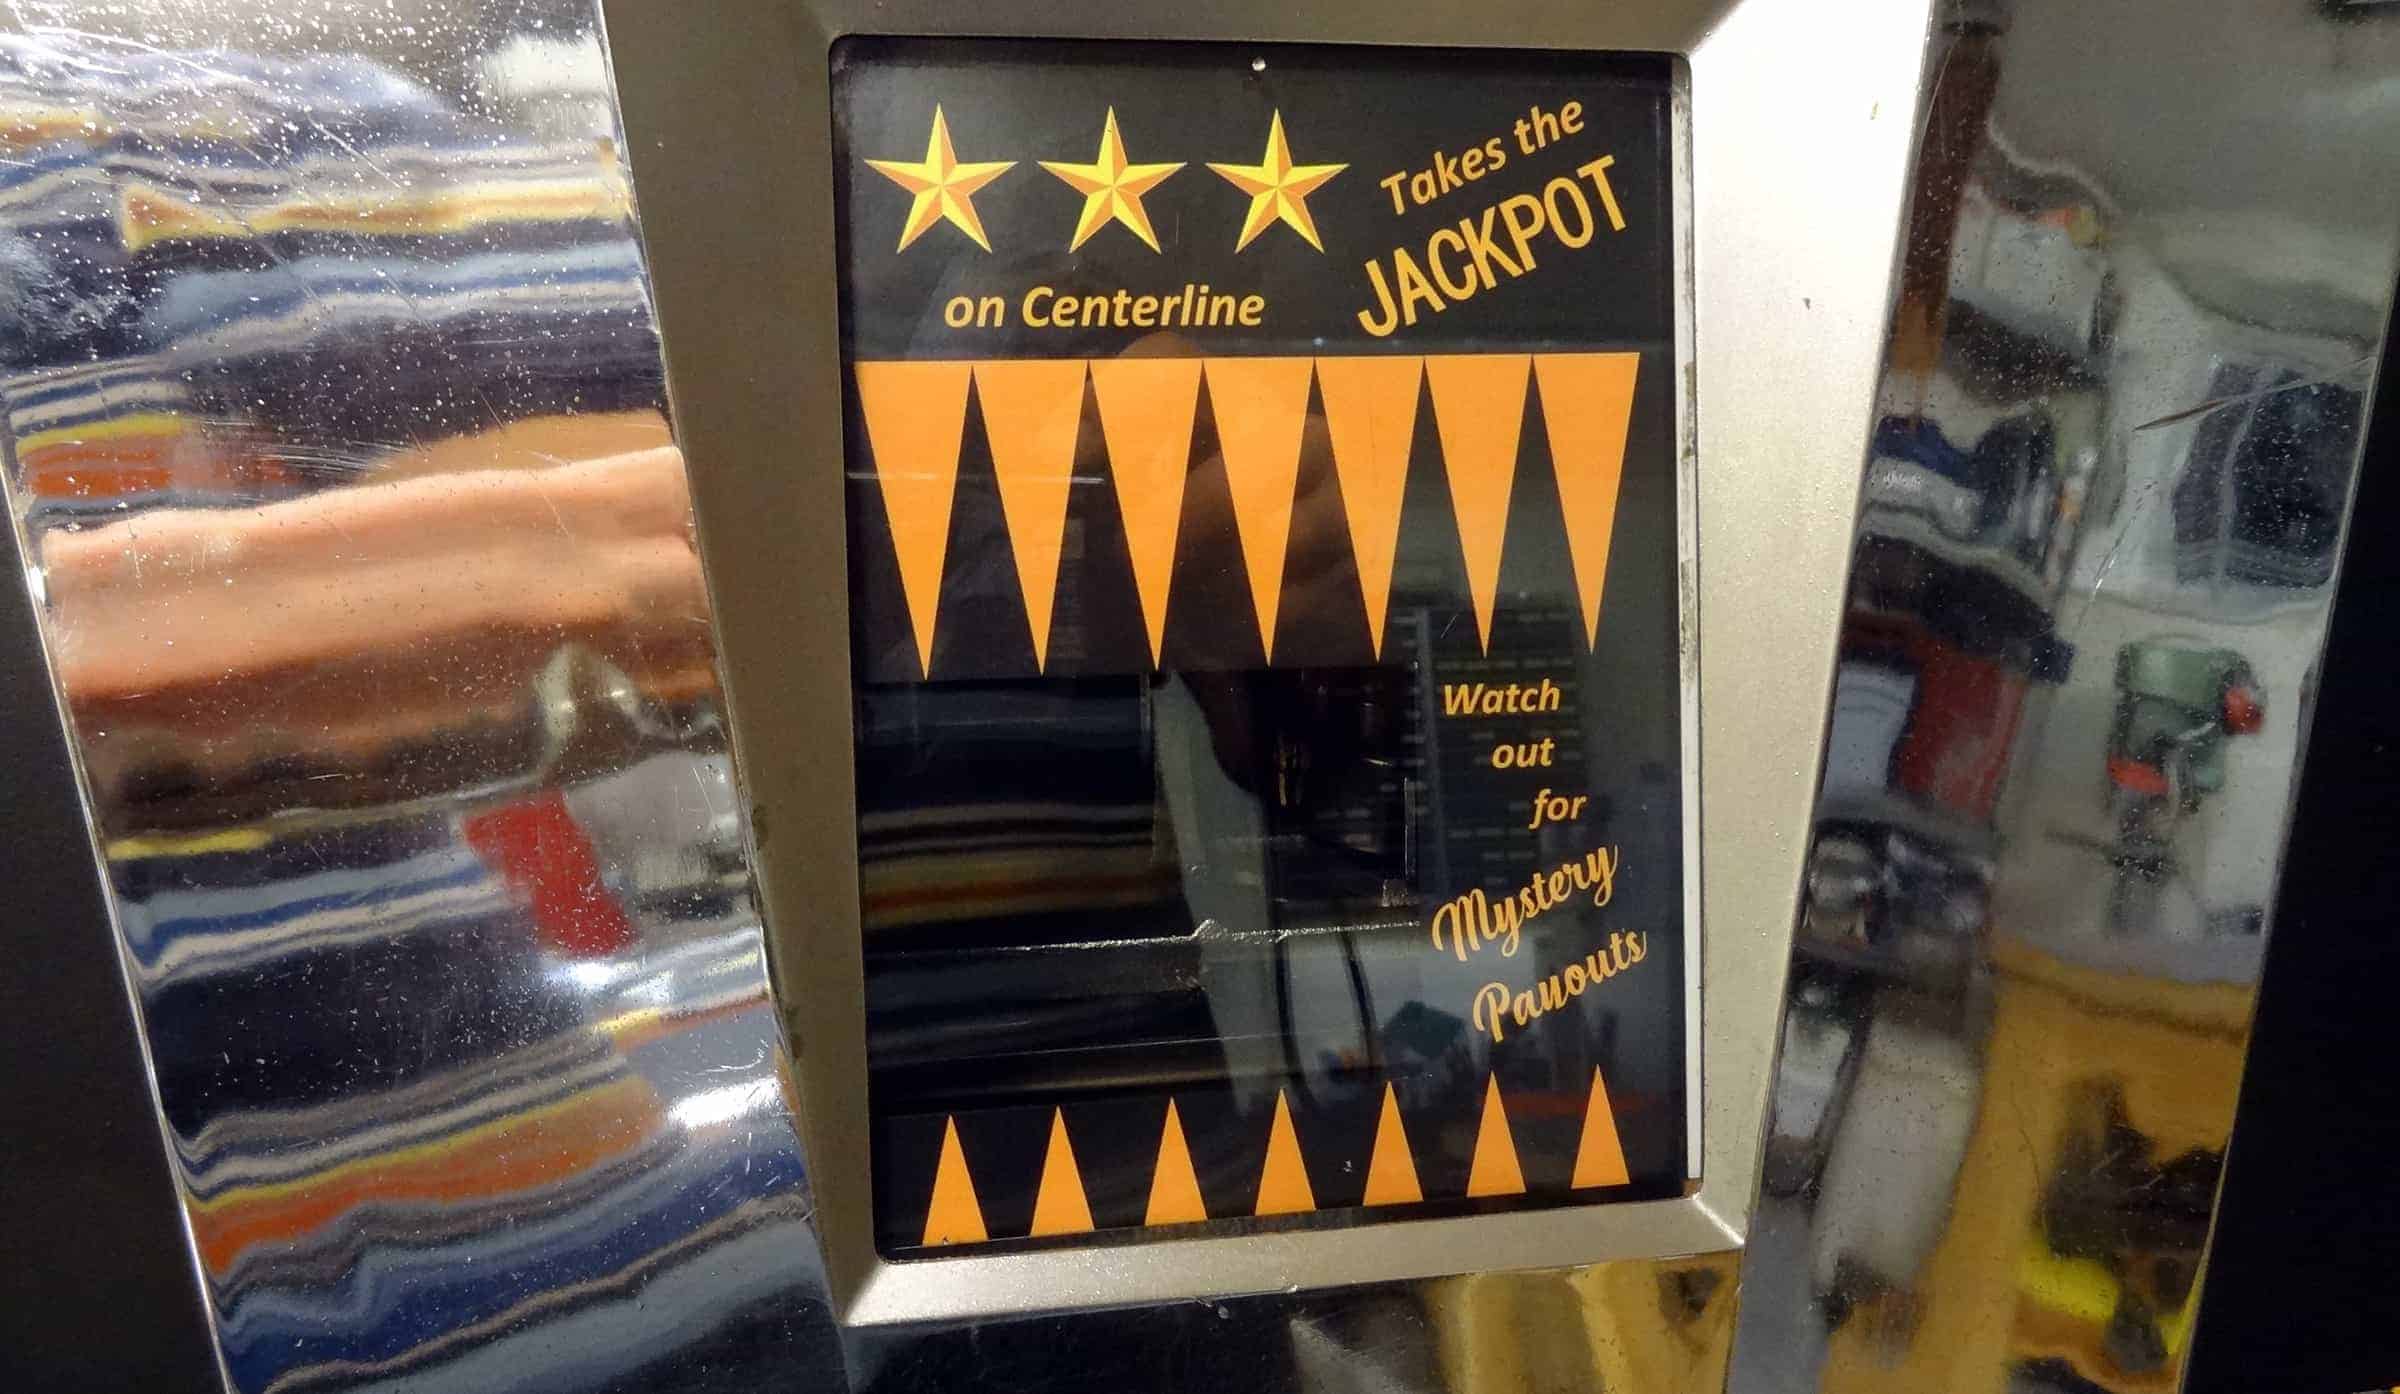 Takes the
JACKPOT
on Centerline
Watch
out
for
Mystery
Payouts